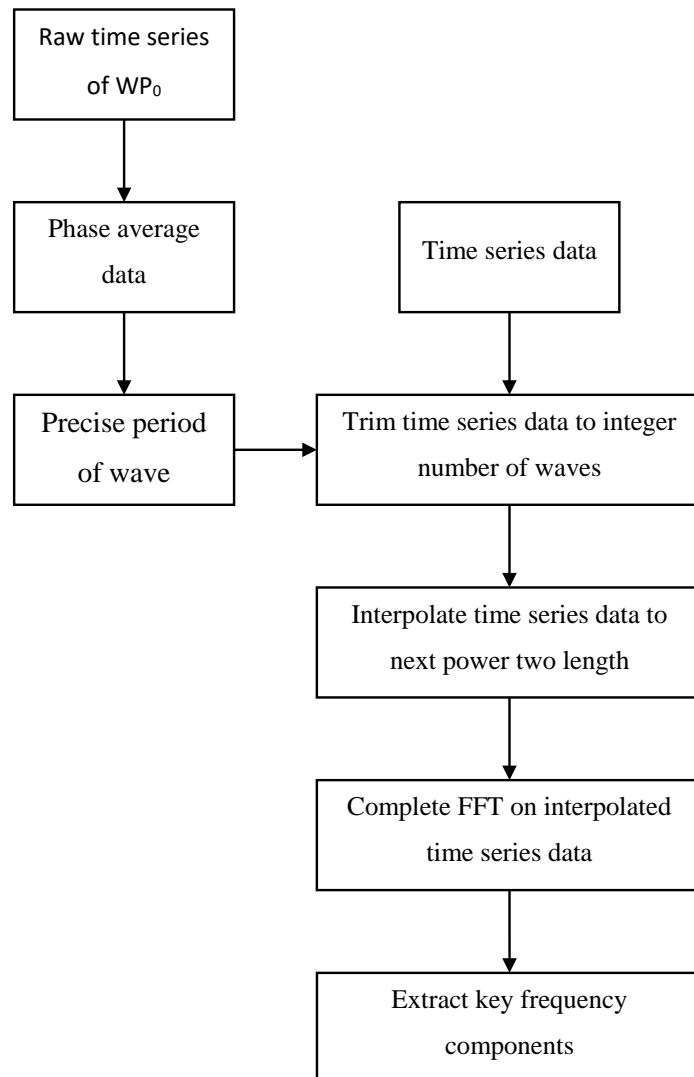 Raw time series
of WP₀
Phase average
data
Time series data
Precise period
of wave
Trim time series data to integer
number of waves
Interpolate time series data to
next power two length
Complete FFT on interpolated
time series data
Extract key frequency
components